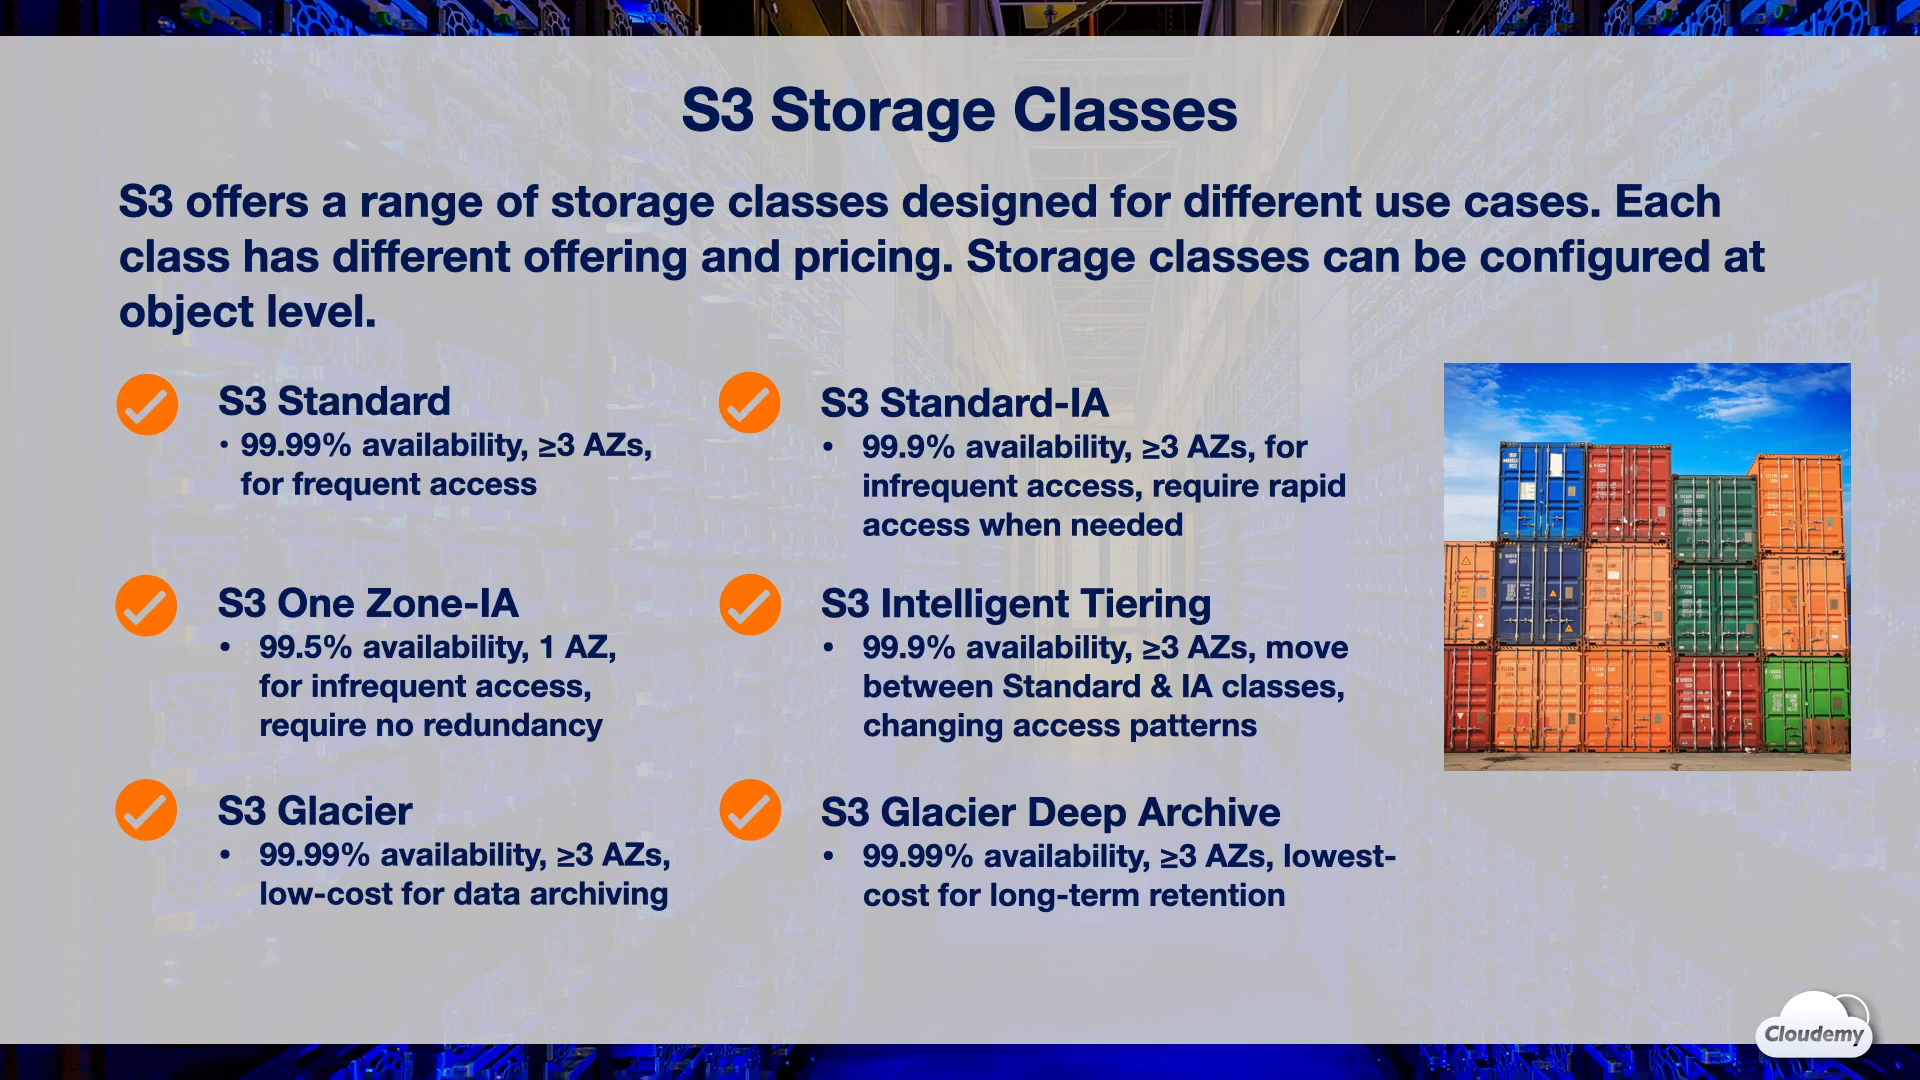 S3 Storage Classes
S3 offers a range of storage classes designed for different use cases. Each
class has different offering and pricing. Storage classes can be configured at
object level.
S3 Standard
• 99.99% availability, ≥3 AZs,
for frequent access
S3 Standard-IA
• 99.9% availability, ≥3 AZs, for
infrequent access, require rapid
access when needed
S3 One Zone-IA
• 99.5% availability, 1 AZ,
for infrequent access,
require no redundancy
S3 Intelligent Tiering
• 99.9% availability, ≥3 AZs, move
between Standard & IA classes,
changing access patterns
S3 Glacier
• 99.99% availability, ≥3 AZs,
low-cost for data archiving
S3 Glacier Deep Archive
• 99.99% availability, ≥3 AZs, lowest-
cost for long-term retention
Cloudemy